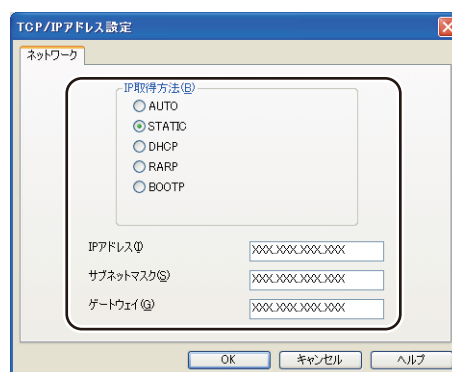 TCP/IPアドレス設定
ネットワーク
IP取得方法(B)
AUTO
STATIC
DHCP
RARP
BOOTP
IPアドレス(I)
XXX.XXX.XXX.XXX
サブネットマスク(S)
XXX.XXX.XXX.XXX
ゲートウェイ(G)
XXX.XXX.XXX.XXX
OK キャンセル ヘルプ